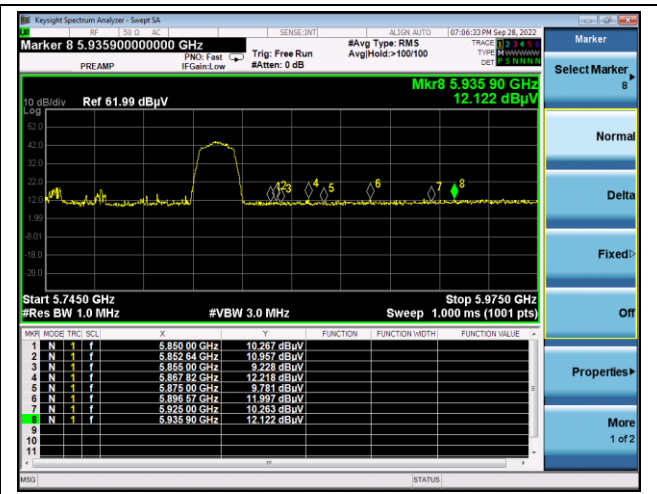 Keysight Spectrum Analyzer - Swept SA
RF 50 Ω AC SENSE:INT ALIGN AUTO 07:06:33 PM Sep 28, 2022
Marker 8 5.935900000000 GHz
PREAMP
PNO: Fast
IFGain:Low
Trig: Free Run
#Atten: 0 dB
#Avg Type: RMS
Avg|Hold:>100/100
TRACE 1 2 3 4 5 6
TYPE M WWWWW
DET P S N N N N
Mkr8 5.935 90 GHz
12.122 dBµV
10 dB/div Ref 61.99 dBµV
Log
52.0
42.0
32.0
22.0
12.0
1.99
-8.01
-18.0
-28.0
1 2 3 4 5 6 7 8
Start 5.7450 GHz Stop 5.9750 GHz
#Res BW 1.0 MHz #VBW 3.0 MHz Sweep 1.000 ms (1001 pts)
MKR MODE TRC SCL X Y FUNCTION FUNCTION WIDTH FUNCTION VALUE
1 N 1 f 5.850 00 GHz 10.267 dBµV
2 N 1 f 5.852 64 GHz 10.957 dBµV
3 N 1 f 5.855 00 GHz 9.228 dBµV
4 N 1 f 5.867 82 GHz 12.218 dBµV
5 N 1 f 5.875 00 GHz 9.781 dBµV
6 N 1 f 5.896 57 GHz 11.997 dBµV
7 N 1 f 5.925 00 GHz 10.263 dBµV
8 N 1 f 5.935 90 GHz 12.122 dBµV
9
10
11
MSG STATUS
Marker
Select Marker
8
Normal
Delta
Fixed
Off
Properties
More
1 of 2